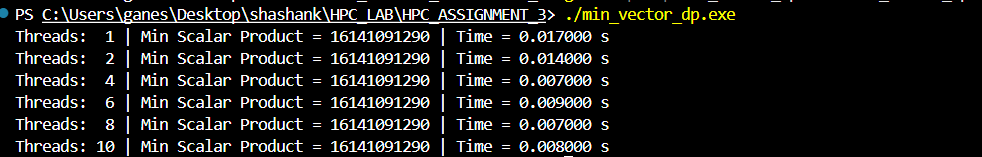 PS C:\Users\ganes\Desktop\shashank\HPC_LAB\HPC_ASSIGNMENT_3> ./min_vector_dp.exe
Threads:  1 | Min Scalar Product = 16141091290 | Time = 0.017000 s
Threads:  2 | Min Scalar Product = 16141091290 | Time = 0.014000 s
Threads:  4 | Min Scalar Product = 16141091290 | Time = 0.007000 s
Threads:  6 | Min Scalar Product = 16141091290 | Time = 0.009000 s
Threads:  8 | Min Scalar Product = 16141091290 | Time = 0.007000 s
Threads: 10 | Min Scalar Product = 16141091290 | Time = 0.008000 s